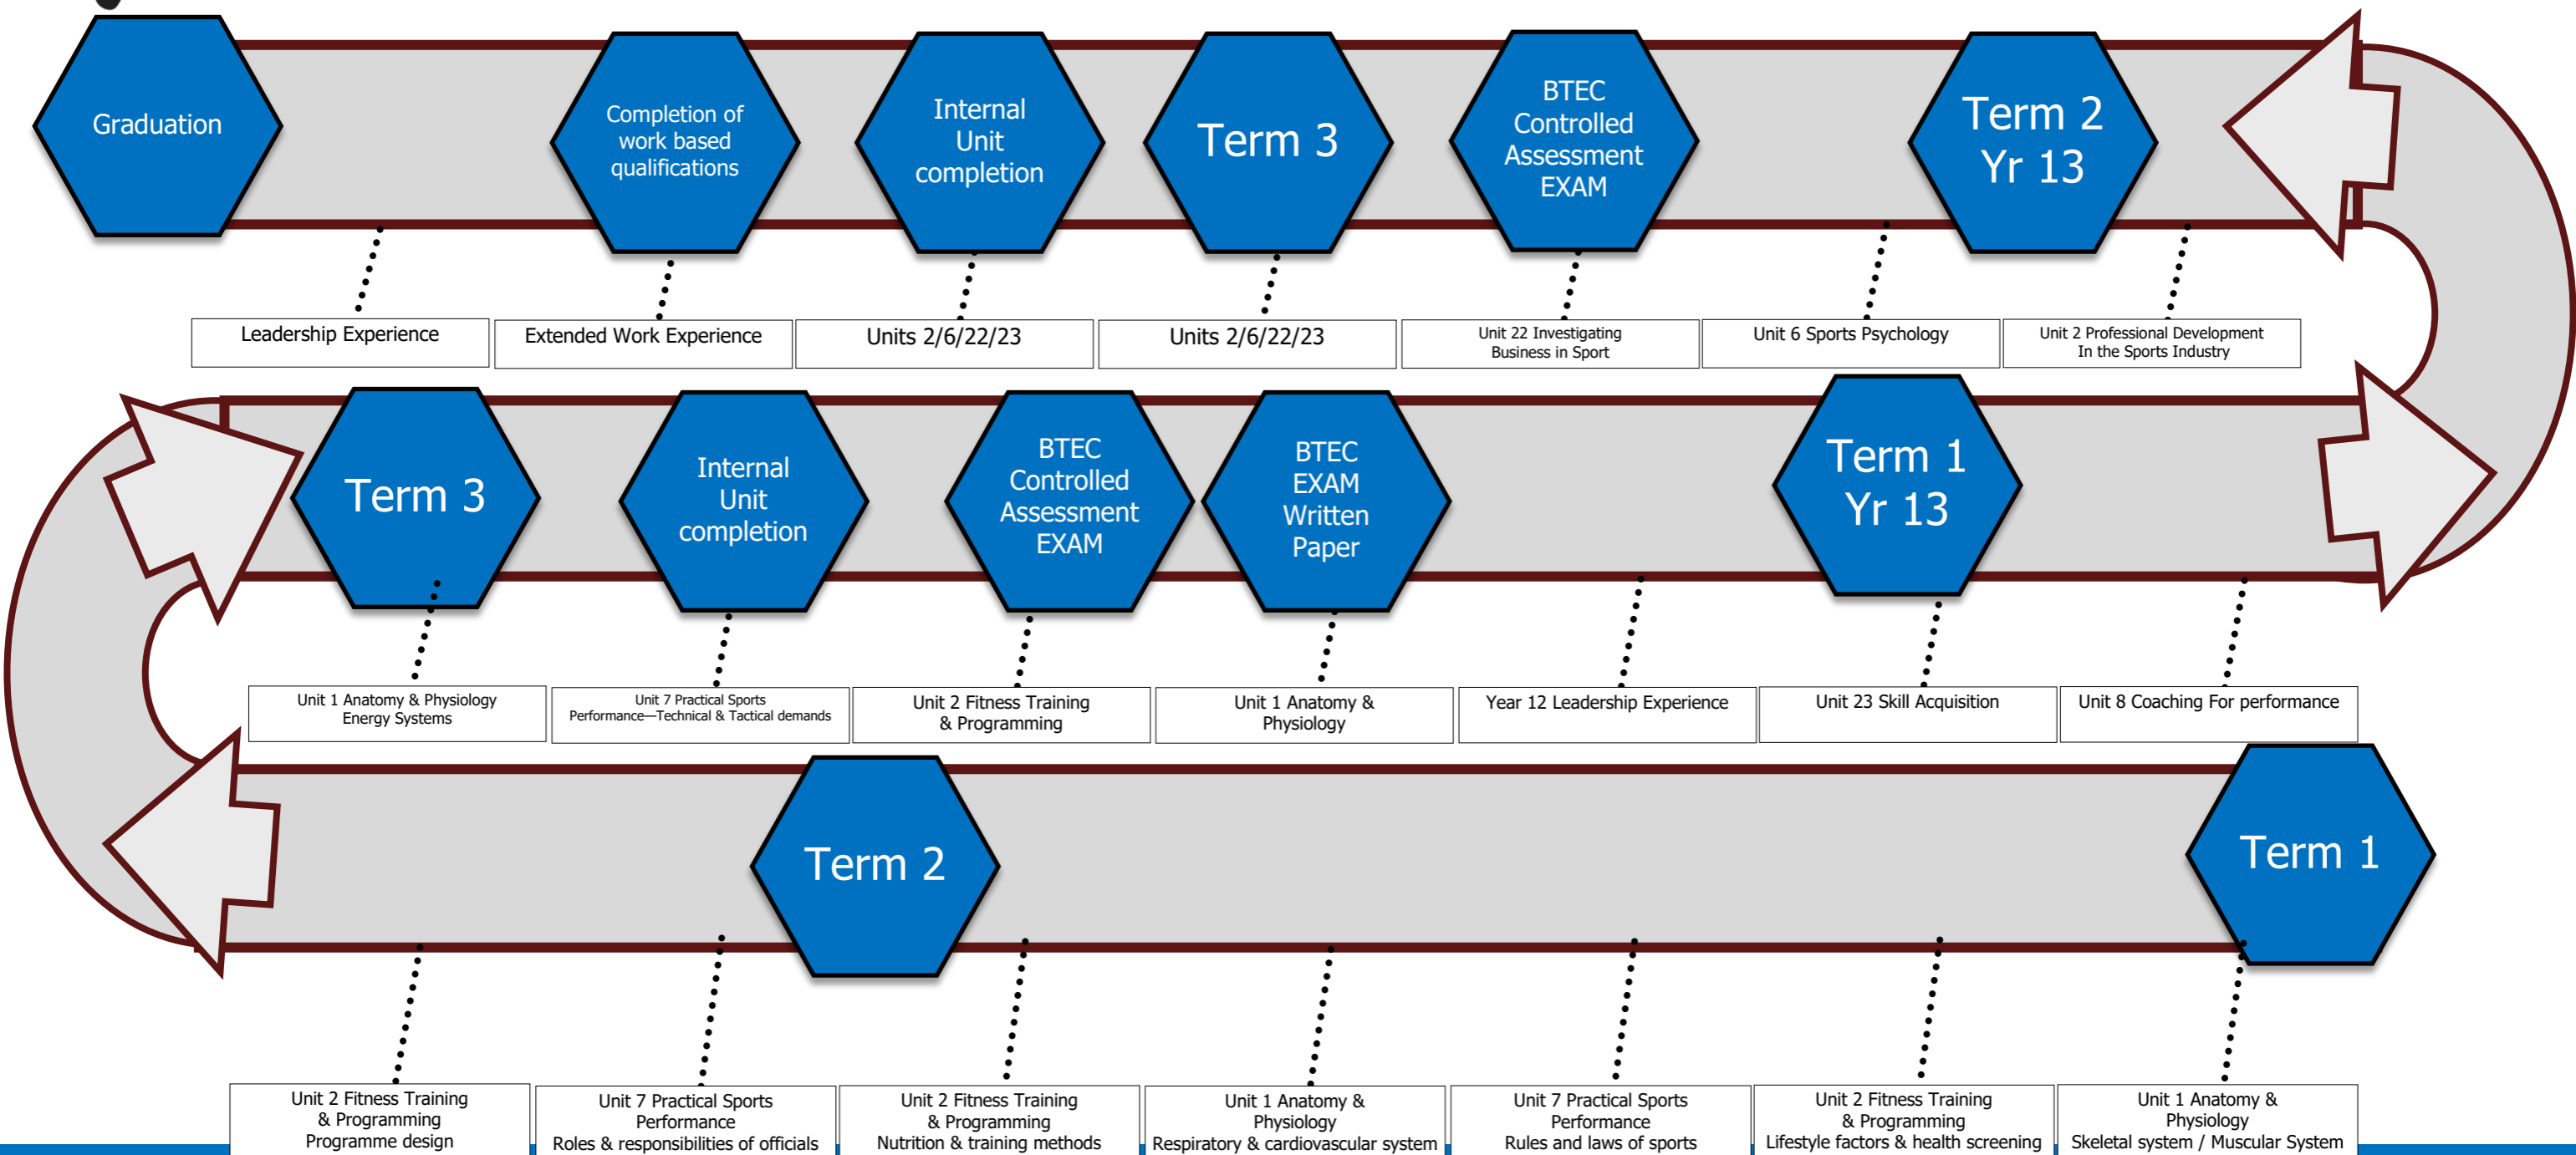 Graduation
Completion of
work based
qualifications
Internal
Unit
completion
Term 3
BTEC
Controlled
Assessment
EXAM
Term 2
Yr 13
Leadership Experience
Extended Work Experience
Units 2/6/22/23
Units 2/6/22/23
Unit 22 Investigating
Business in Sport
Unit 6 Sports Psychology
Unit 2 Professional Development
In the Sports Industry
Term 3
Internal
Unit
completion
BTEC
Controlled
Assessment
EXAM
BTEC
EXAM
Written
Paper
Term 1
Yr 13
Unit 1 Anatomy & Physiology
Energy Systems
Unit 7 Practical Sports
Performance—Technical & Tactical demands
Unit 2 Fitness Training
& Programming
Unit 1 Anatomy &
Physiology
Year 12 Leadership Experience
Unit 23 Skill Acquisition
Unit 8 Coaching For performance
Term 2
Term 1
Unit 2 Fitness Training
& Programming
Programme design
Unit 7 Practical Sports
Performance
Roles & responsibilities of officials
Unit 2 Fitness Training
& Programming
Nutrition & training methods
Unit 1 Anatomy &
Physiology
Respiratory & cardiovascular system
Unit 7 Practical Sports
Performance
Rules and laws of sports
Unit 2 Fitness Training
& Programming
Lifestyle factors & health screening
Unit 1 Anatomy &
Physiology
Skeletal system / Muscular System